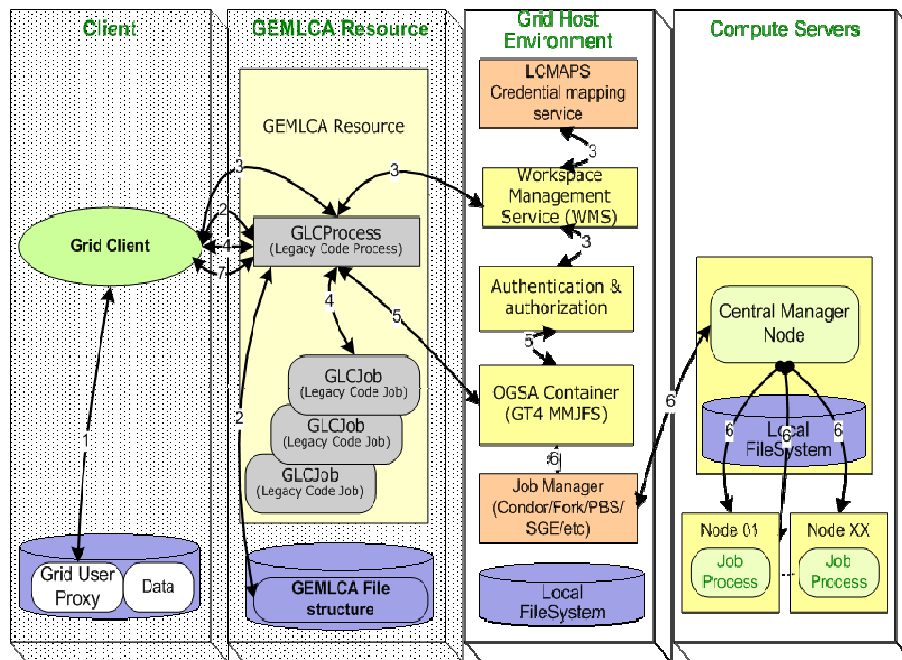 Client
GEMLCA Resource
Grid Host
Environment
Compute Servers
LCMAPS
Credential mapping
service
GEMLCA Resource
3
3
3
Workspace
Management
Service (WMS)
2
GLCProcess
(Legacy Code Process)
Grid Client
4
3
7
Authentication &
authorization
4
5
Central Manager
Node
5
GLCJob
(Legacy Code Job)
OGSA Container
(GT4 MMJFS)
6
2
GLCJob
(Legacy Code Job)
6
6
6
Local
FileSystem
6
GLCJob
(Legacy Code Job)
Job Manager
(Condor/Fork/PBS/
SGE/etc)
Node 01
Node XX
Job
Process
Job
Process
Grid User
Proxy
Data
GEMLCA File
structure
Local
FileSystem